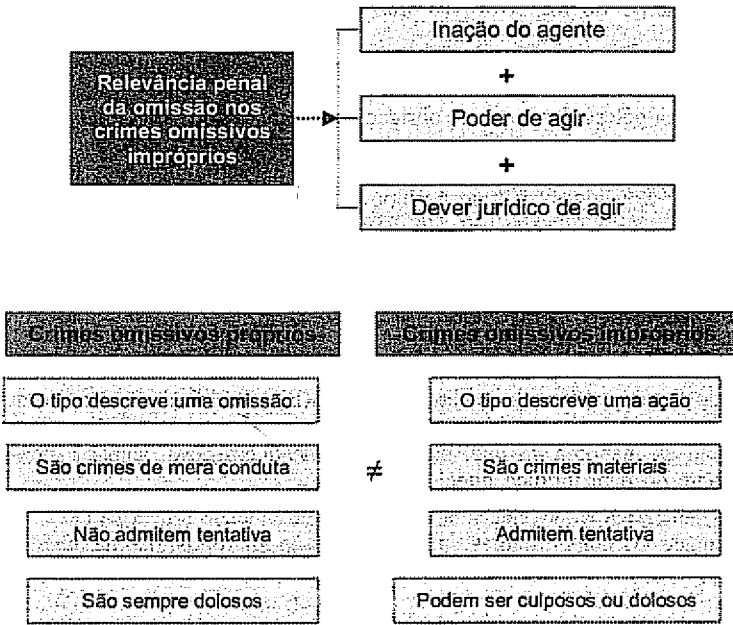 Relevância penal
da omissão nos
crimes omissivos
impróprios
Inação do agente
+
Poder de agir
+
Dever jurídico de agir
Crimes omissivos próprios
O tipo descreve uma omissão
São crimes de mera conduta
Não admitem tentativa
São sempre dolosos
≠
Crimes omissivos impróprios
O tipo descreve uma ação
São crimes materiais
Admitem tentativa
Podem ser culposos ou dolosos